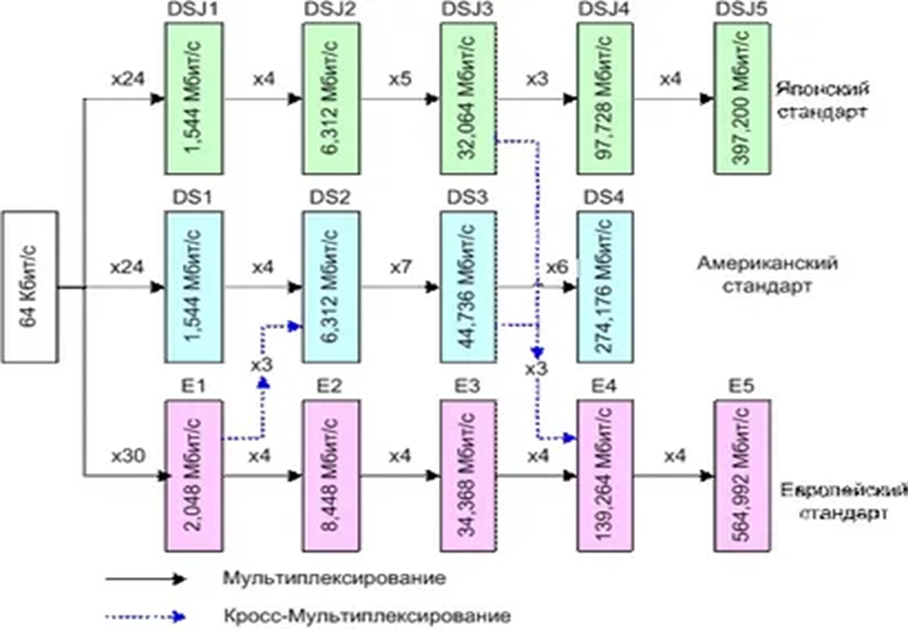 DSJ1 DSJ2 DSJ3 DSJ4 DSJ5
x24 x4 x5 x3 x4
1,544 Мбит/с 6,312 Мбит/с 32,064 Мбит/с 97,728 Мбит/с 397,200 Мбит/с
Японский
стандарт
DS1 DS2 DS3 DS4
64 Кбит/с
x24 x4 x7 x6
1,544 Мбит/с 6,312 Мбит/с 44,736 Мбит/с 274,176 Мбит/с
Американский
стандарт
x3 x3
E1 E2 E3 E4 E5
x30 x4 x4 x4 x4
2,048 Мбит/с 8,448 Мбит/с 34,368 Мбит/с 139,264 Мбит/с 564,992 Мбит/с
Европейский
стандарт
Мультиплексирование
Кросс-Мультиплексирование